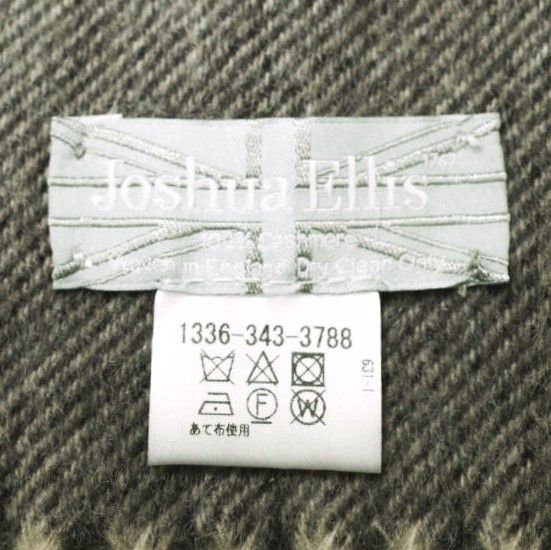 1767
Joshua Ellis
100% Cashmere
Woven in England Dry Clean Only
1336-343-3788
631-1
F
W
あて布使用